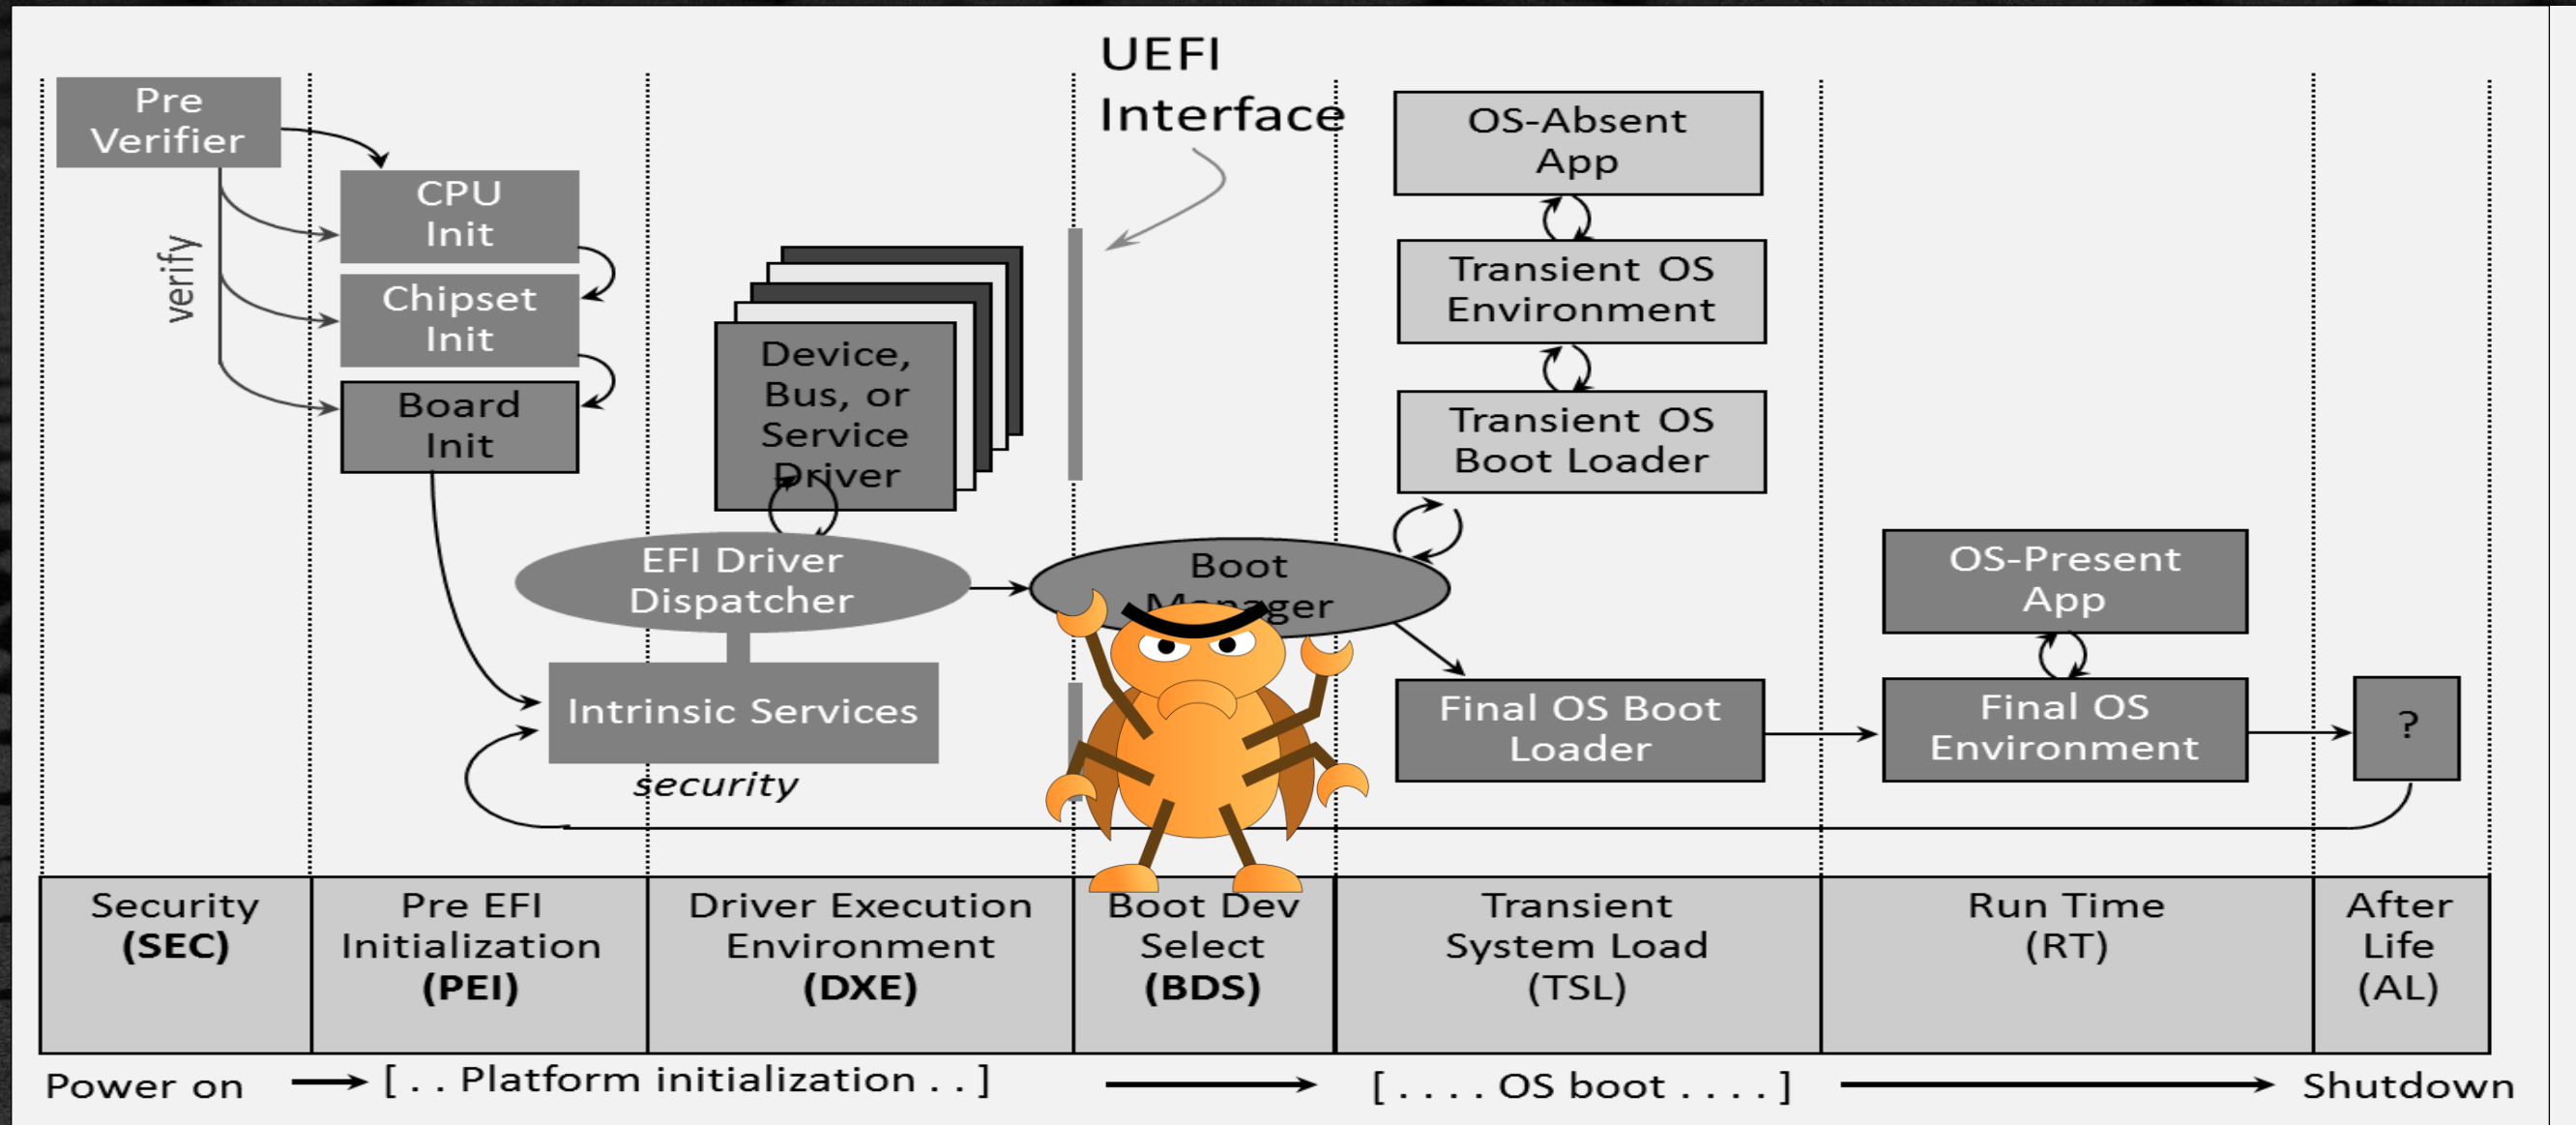 UEFI
Interface
Pre
Verifier
verify
CPU
Init
Chipset
Init
Board
Init
Device,
Bus, or
Service
Driver
EFI Driver
Dispatcher
Intrinsic Services
security
Boot
Manager
OS-Absent
App
Transient OS
Environment
Transient OS
Boot Loader
Final OS Boot
Loader
OS-Present
App
Final OS
Environment
?
Security
(SEC)
Pre EFI
Initialization
(PEI)
Driver Execution
Environment
(DXE)
Boot Dev
Select
(BDS)
Transient
System Load
(TSL)
Run Time
(RT)
After
Life
(AL)
Power on
[ . . Platform initialization . . ]
[ . . . . OS boot . . . . ]
Shutdown